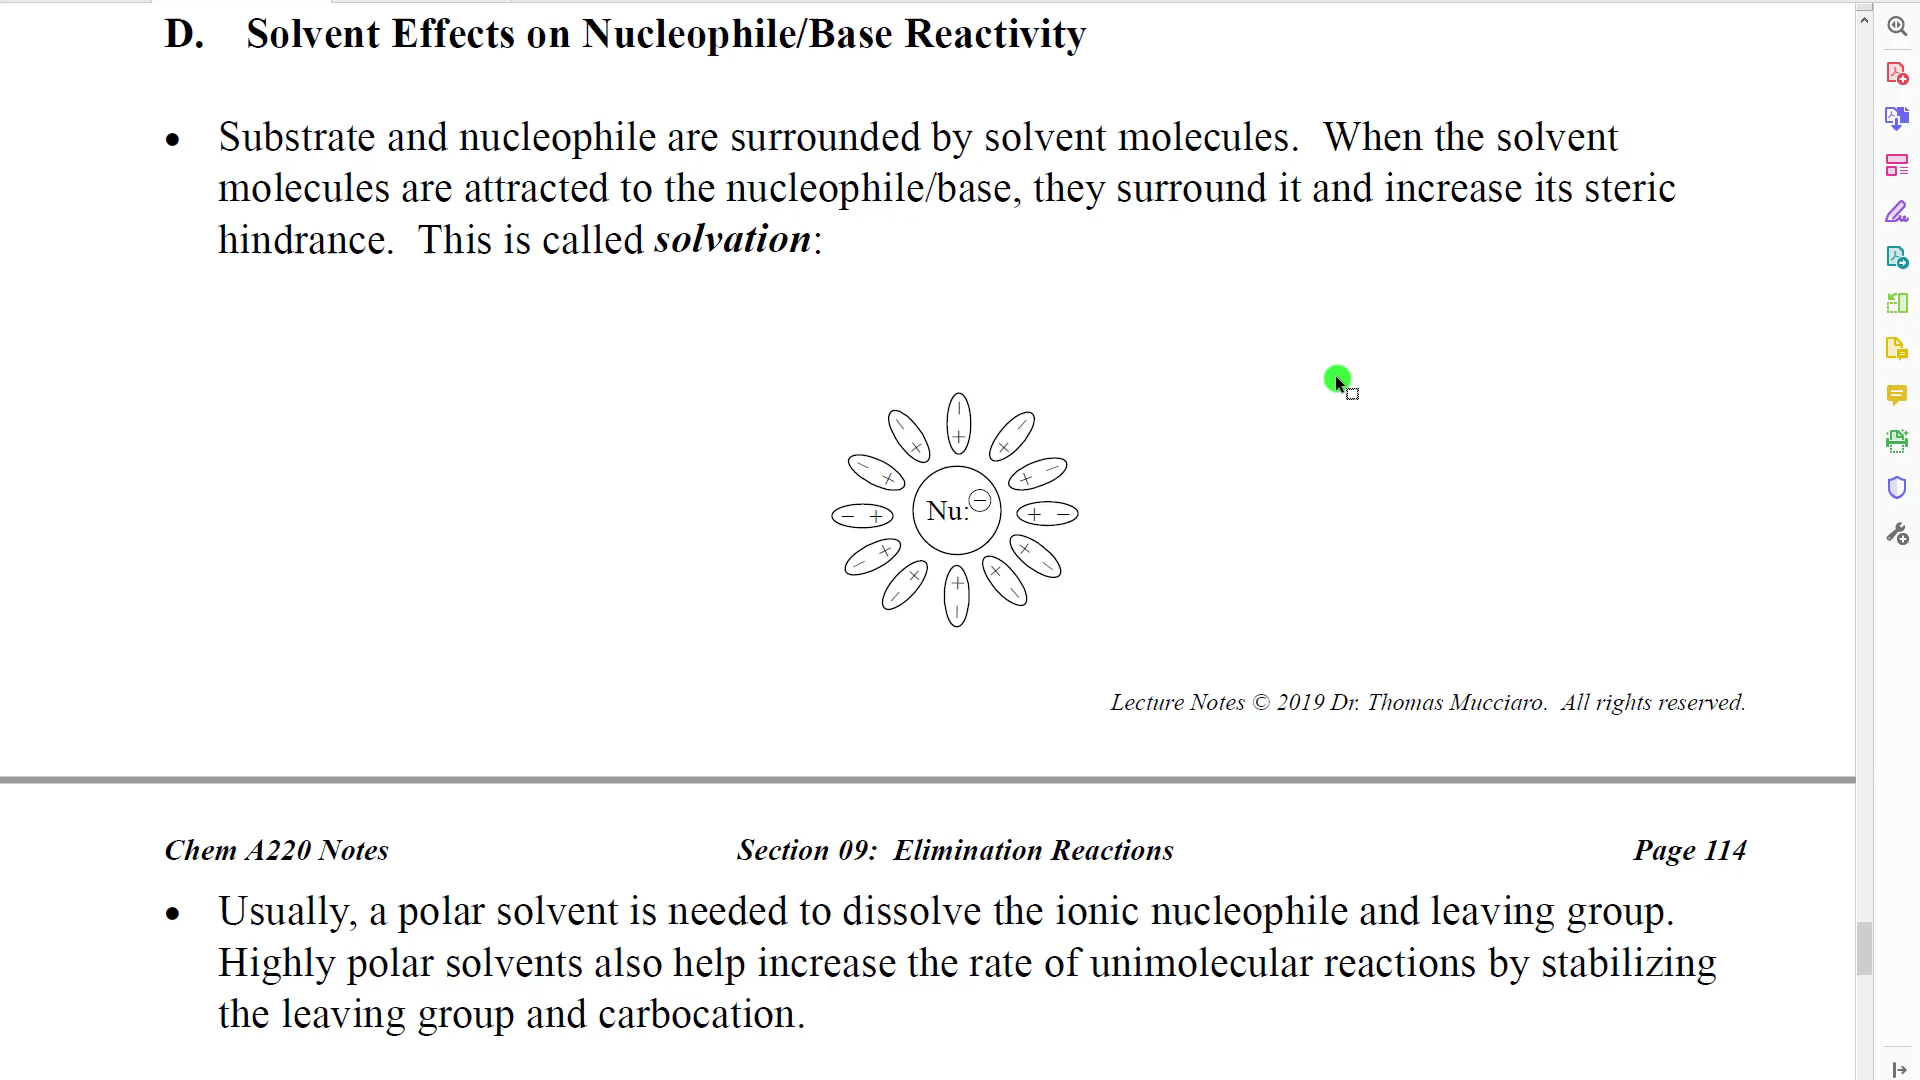 D. Solvent Effects on Nucleophile/Base Reactivity
• Substrate and nucleophile are surrounded by solvent molecules. When the solvent
molecules are attracted to the nucleophile/base, they surround it and increase its steric
hindrance. This is called solvation:
− − −
+ + +
− + + −
− + Nu:⊖ + −
+ +
− −
+ + +
− − −
Lecture Notes © 2019 Dr. Thomas Mucciaro. All rights reserved.
Chem A220 Notes Section 09: Elimination Reactions Page 114
• Usually, a polar solvent is needed to dissolve the ionic nucleophile and leaving group.
Highly polar solvents also help increase the rate of unimolecular reactions by stabilizing
the leaving group and carbocation.